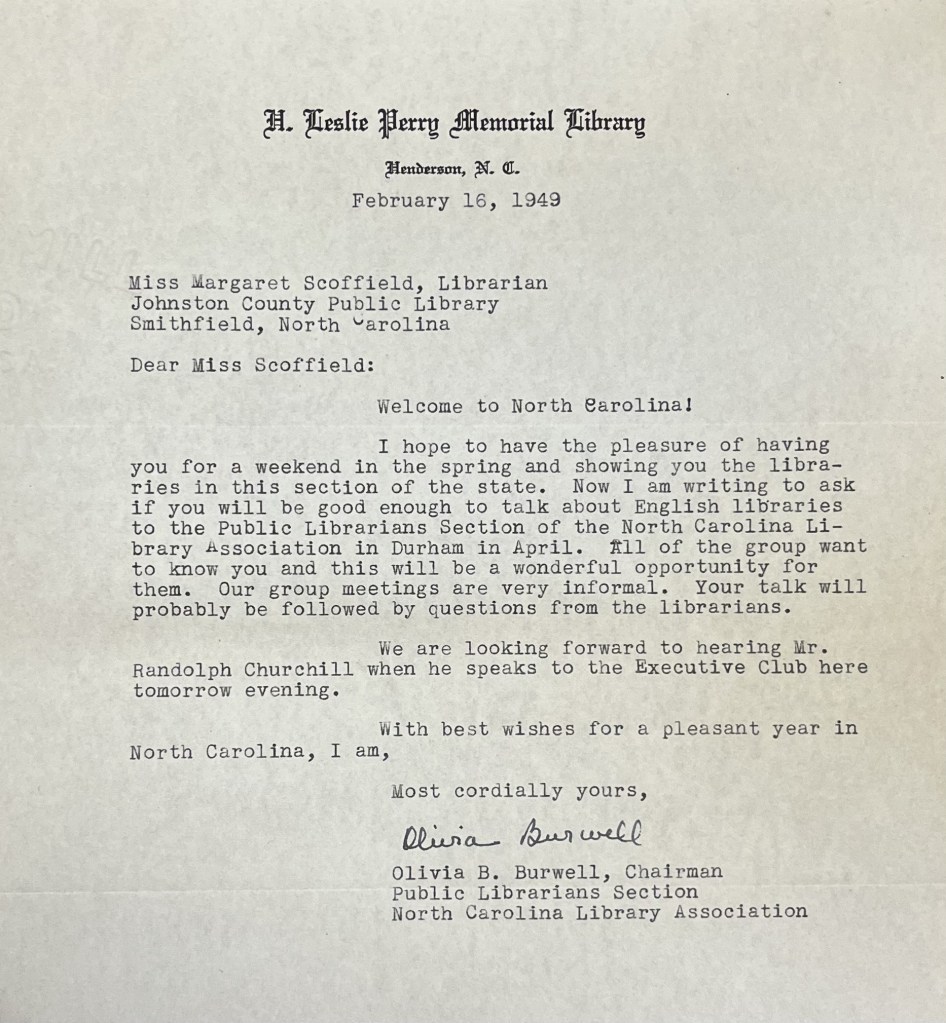 H. Leslie Perry Memorial Library
Henderson, N. C.
February 16, 1949
Miss Margaret Scoffield, Librarian
Johnston County Public Library
Smithfield, North Carolina
Dear Miss Scoffield:
Welcome to North Carolina!
I hope to have the pleasure of having
you for a weekend in the spring and showing you the libra-
ries in this section of the state. Now I am writing to ask
if you will be good enough to talk about English libraries
to the Public Librarians Section of the North Carolina Li-
brary Association in Durham in April. All of the group want
to know you and this will be a wonderful opportunity for
them. Our group meetings are very informal. Your talk will
probably be followed by questions from the librarians.
We are looking forward to hearing Mr.
Randolph Churchill when he speaks to the Executive Club here
tomorrow evening.
With best wishes for a pleasant year in
North Carolina, I am,
Most cordially yours,
Olivia Burwell
Olivia B. Burwell, Chairman
Public Librarians Section
North Carolina Library Association